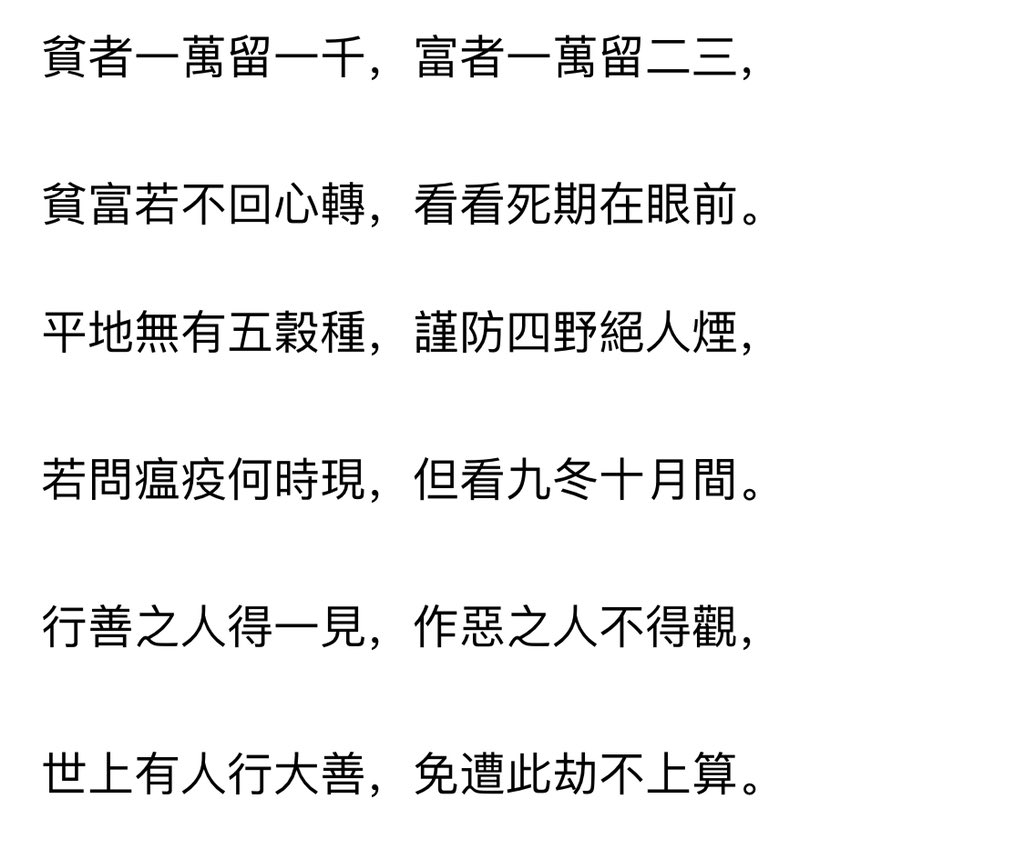 貧者一萬留一千，富者一萬留二三，
貧富若不回心轉，看看死期在眼前。
平地無有五穀種，謹防四野絕人煙，
若問瘟疫何時現，但看九冬十月間。
行善之人得一見，作惡之人不得觀，
世上有人行大善，免遭此劫不上算。